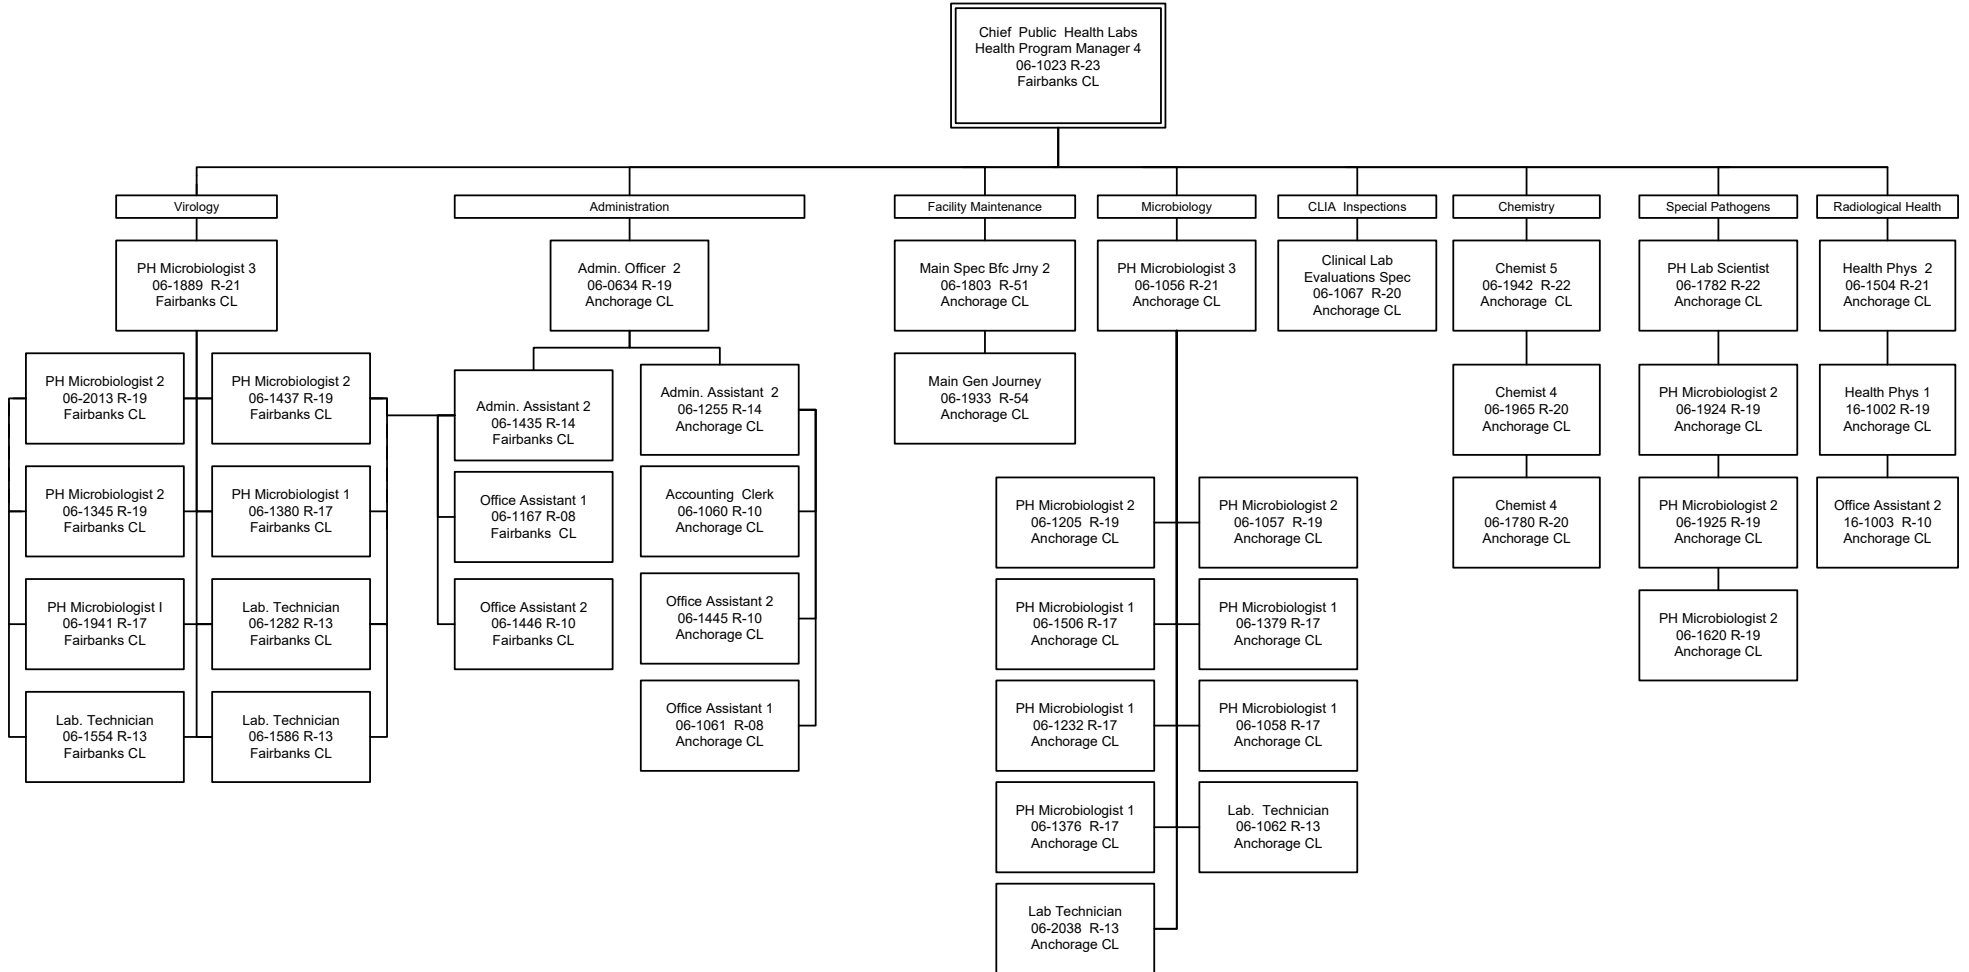 Chief Public Health Labs
Health Program Manager 4
06-1023 R-23
Fairbanks CL
Virology
Administration
Facility Maintenance
Microbiology
CLIA Inspections
Chemistry
Special Pathogens
Radiological Health
PH Microbiologist 3
06-1889 R-21
Fairbanks CL
Admin. Officer 2
06-0634 R-19
Anchorage CL
Main Spec Bfc Jrny 2
06-1803 R-51
Anchorage CL
PH Microbiologist 3
06-1056 R-21
Anchorage CL
Clinical Lab
Evaluations Spec
06-1067 R-20
Anchorage CL
Chemist 5
06-1942 R-22
Anchorage CL
PH Lab Scientist
06-1782 R-22
Anchorage CL
Health Phys 2
06-1504 R-21
Anchorage CL
PH Microbiologist 2
06-2013 R-19
Fairbanks CL
PH Microbiologist 2
06-1437 R-19
Fairbanks CL
Admin. Assistant 2
06-1435 R-14
Fairbanks CL
Admin. Assistant 2
06-1255 R-14
Anchorage CL
Main Gen Journey
06-1933 R-54
Anchorage CL
Chemist 4
06-1965 R-20
Anchorage CL
PH Microbiologist 2
06-1924 R-19
Anchorage CL
Health Phys 1
16-1002 R-19
Anchorage CL
PH Microbiologist 2
06-1345 R-19
Fairbanks CL
PH Microbiologist 1
06-1380 R-17
Fairbanks CL
Office Assistant 1
06-1167 R-08
Fairbanks CL
Accounting Clerk
06-1060 R-10
Anchorage CL
PH Microbiologist 2
06-1205 R-19
Anchorage CL
PH Microbiologist 2
06-1057 R-19
Anchorage CL
Chemist 4
06-1780 R-20
Anchorage CL
PH Microbiologist 2
06-1925 R-19
Anchorage CL
Office Assistant 2
16-1003 R-10
Anchorage CL
PH Microbiologist I
06-1941 R-17
Fairbanks CL
Lab. Technician
06-1282 R-13
Fairbanks CL
Office Assistant 2
06-1446 R-10
Fairbanks CL
Office Assistant 2
06-1445 R-10
Anchorage CL
PH Microbiologist 1
06-1506 R-17
Anchorage CL
PH Microbiologist 1
06-1379 R-17
Anchorage CL
PH Microbiologist 2
06-1620 R-19
Anchorage CL
Lab. Technician
06-1554 R-13
Fairbanks CL
Lab. Technician
06-1586 R-13
Fairbanks CL
Office Assistant 1
06-1061 R-08
Anchorage CL
PH Microbiologist 1
06-1232 R-17
Anchorage CL
PH Microbiologist 1
06-1058 R-17
Anchorage CL
PH Microbiologist 1
06-1376 R-17
Anchorage CL
Lab. Technician
06-1062 R-13
Anchorage CL
Lab Technician
06-2038 R-13
Anchorage CL